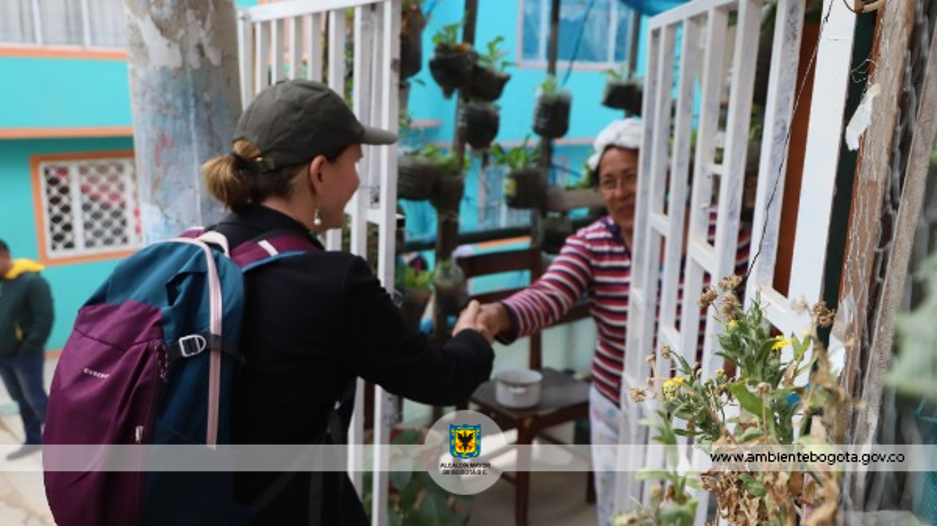 QUECHUA
ALCALDÍA MAYOR
DE BOGOTÁ D.C.
www.ambientebogota.gov.co